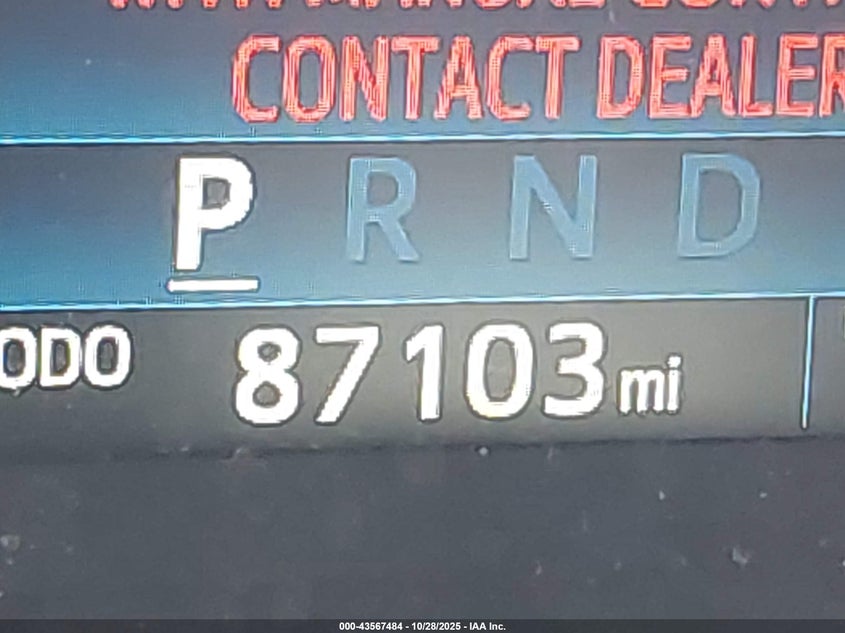 CONTACT DEALER
P R N D
ODO 87103 mi
000-43567484 - 10/28/2025 - IAA Inc.